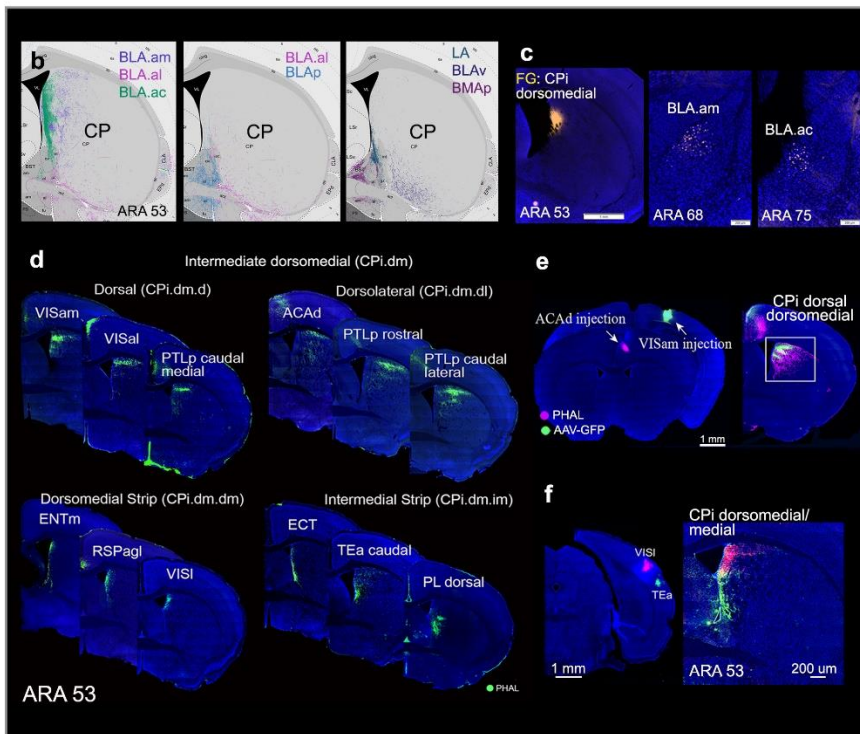 b
BLA.am
BLA.al
BLA.ac
CP
CP
ARA 53
BLA.al
BLAp
CP
CP
LA
BLAv
BMAp
CP
CP
c
FG: CPi
dorsomedial
ARA 53
BLA.am
ARA 68
BLA.ac
ARA 75
d
Intermediate dorsomedial (CPi.dm)
Dorsal (CPi.dm.d)
VISam
VISal
PTLp caudal
medial
Dorsolateral (CPi.dm.dl)
ACAd
PTLp rostral
PTLp caudal
lateral
Dorsomedial Strip (CPi.dm.dm)
ENTm
RSPagl
VISl
Intermedial Strip (CPi.dm.im)
ECT
TEa caudal
PL dorsal
PHAL
ARA 53
e
ACAd injection
VISam injection
PHAL
AAV-GFP
1 mm
CPi dorsal
dorsomedial
f
VISl
TEa
1 mm
CPi dorsomedial/
medial
ARA 53
200 um